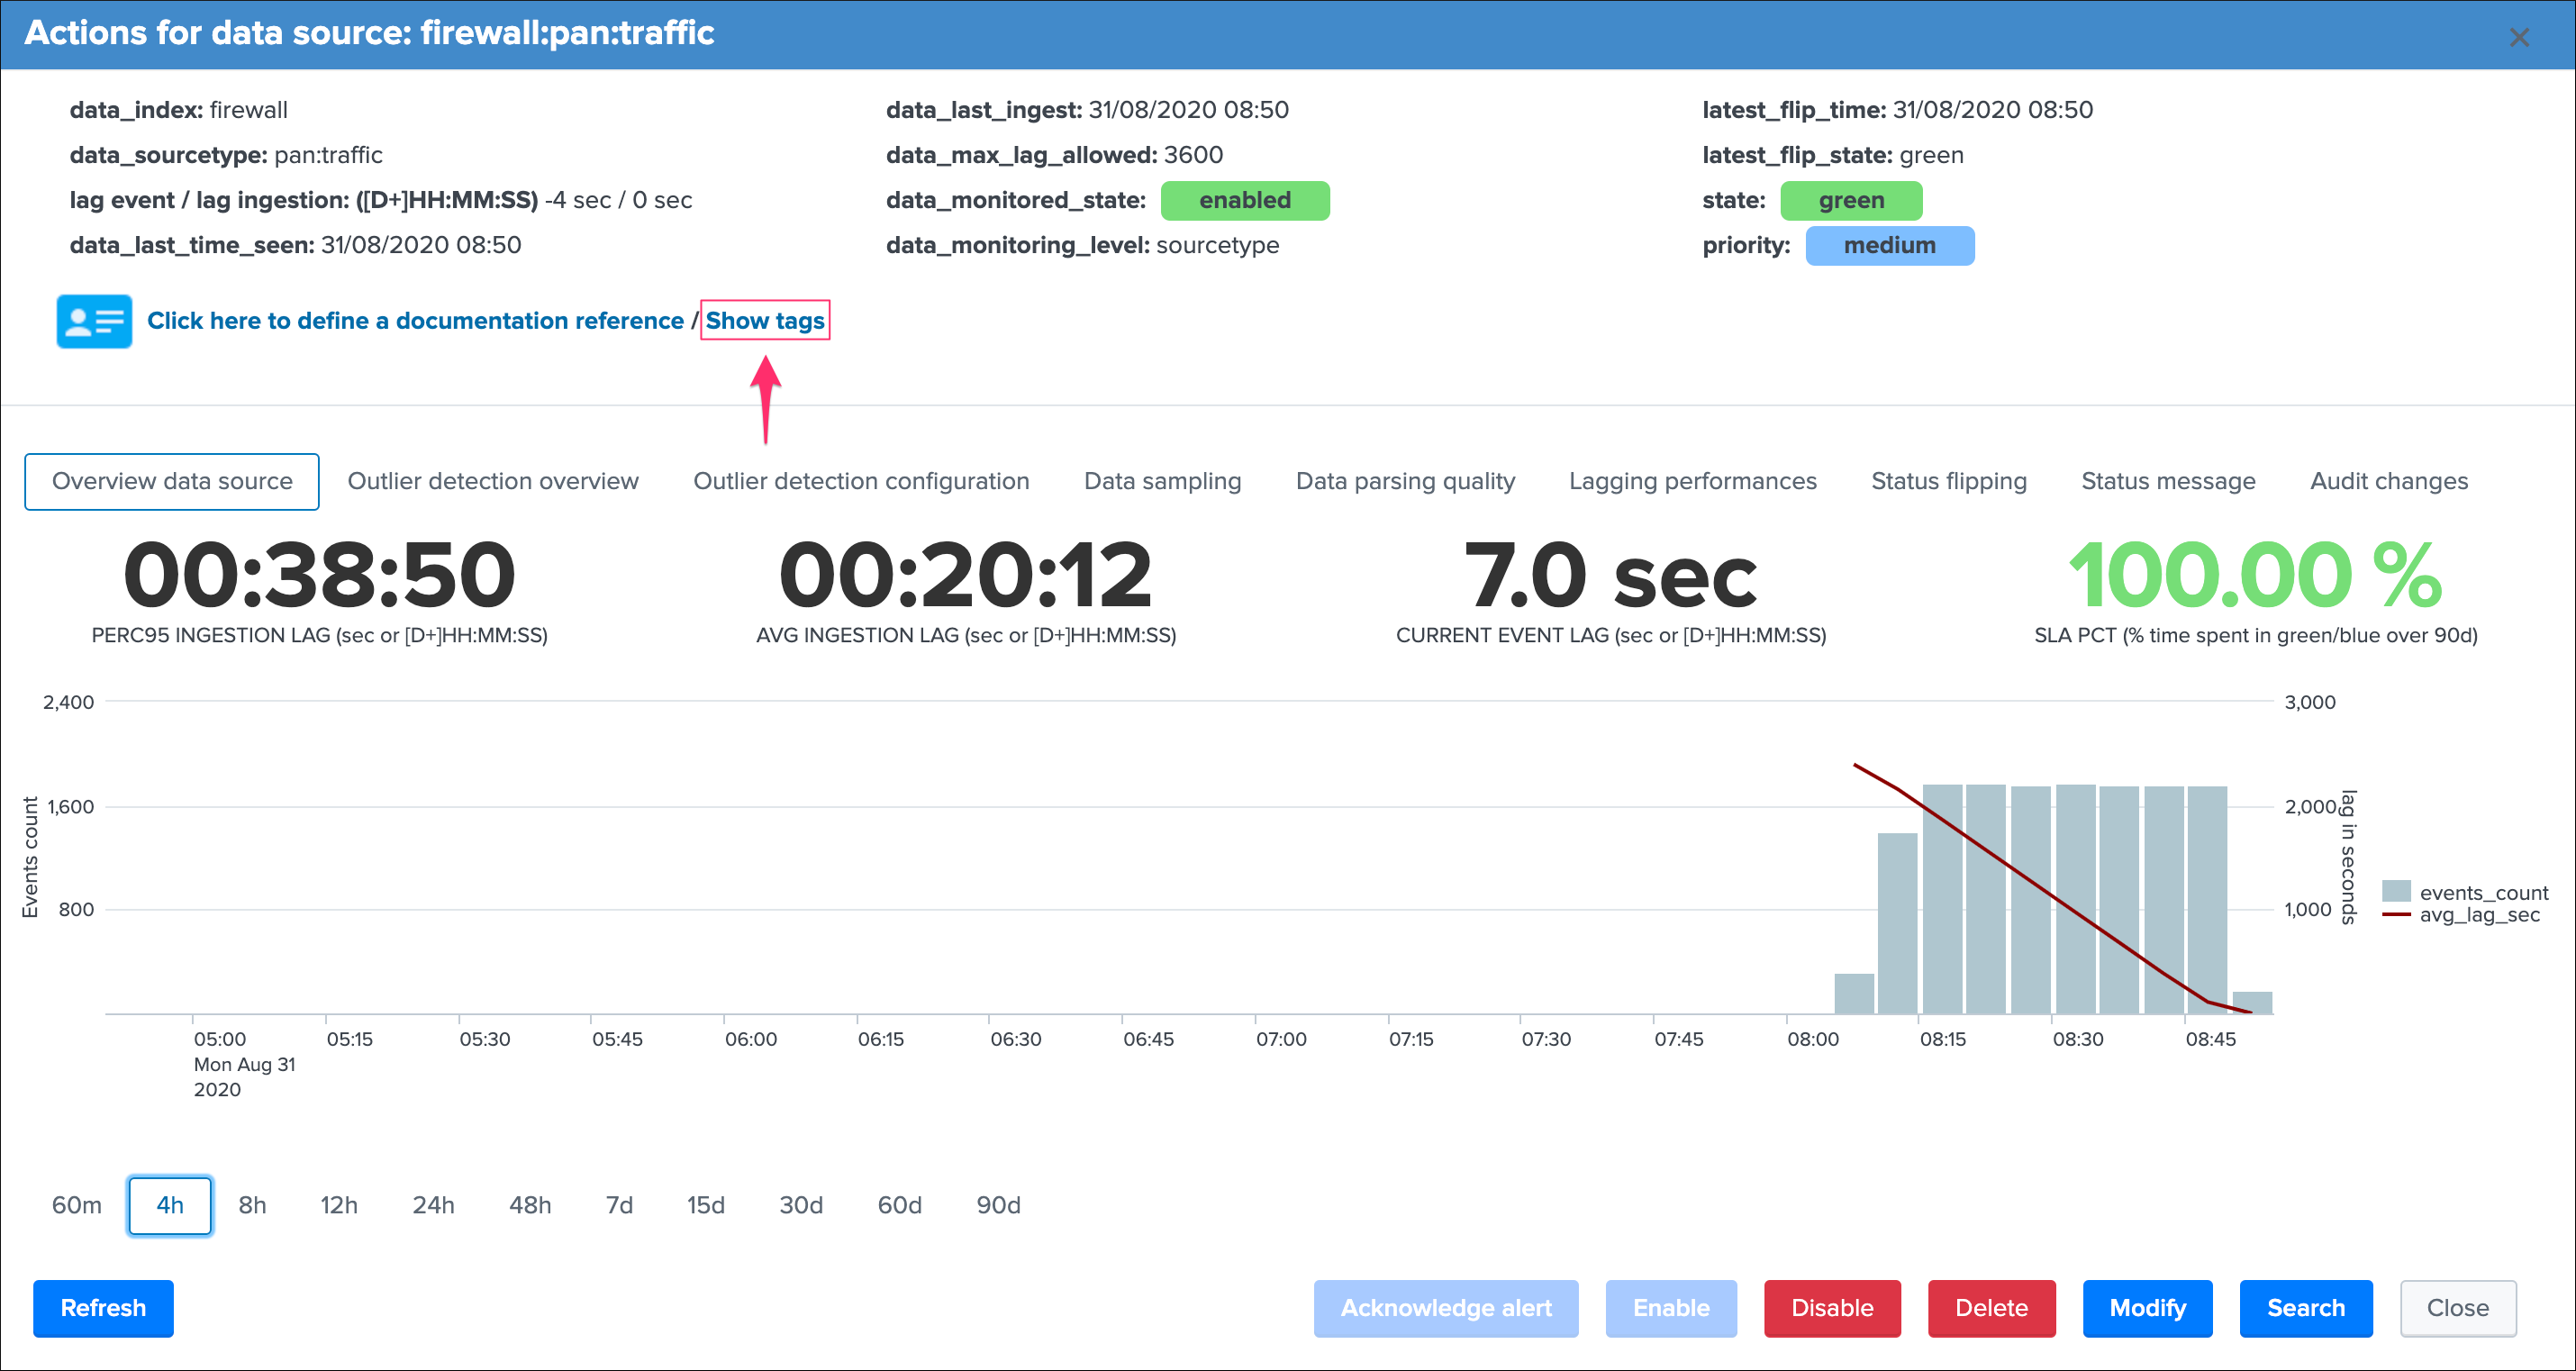 Actions for data source: firewall:pan:traffic
×
data_index: firewall
data_sourcetype: pan:traffic
lag event / lag ingestion: ([D+]HH:MM:SS) -4 sec / 0 sec
data_last_time_seen: 31/08/2020 08:50
data_last_ingest: 31/08/2020 08:50
data_max_lag_allowed: 3600
data_monitored_state: enabled
data_monitoring_level: sourcetype
latest_flip_time: 31/08/2020 08:50
latest_flip_state: green
state: green
priority: medium
Click here to define a documentation reference / Show tags
Overview data source Outlier detection overview Outlier detection configuration Data sampling Data parsing quality Lagging performances Status flipping Status message Audit changes
00:38:50
PERC95 INGESTION LAG (sec or [D+]HH:MM:SS)
00:20:12
AVG INGESTION LAG (sec or [D+]HH:MM:SS)
7.0 sec
CURRENT EVENT LAG (sec or [D+]HH:MM:SS)
100.00 %
SLA PCT (% time spent in green/blue over 90d)
Events count
2,400
1,600
800
3,000
2,000
1,000
lag in seconds
events_count
avg_lag_sec
05:00 05:15 05:30 05:45 06:00 06:15 06:30 06:45 07:00 07:15 07:30 07:45 08:00 08:15 08:30 08:45
Mon Aug 31
2020
60m 4h 8h 12h 24h 48h 7d 15d 30d 60d 90d
Refresh Acknowledge alert Enable Disable Delete Modify Search Close